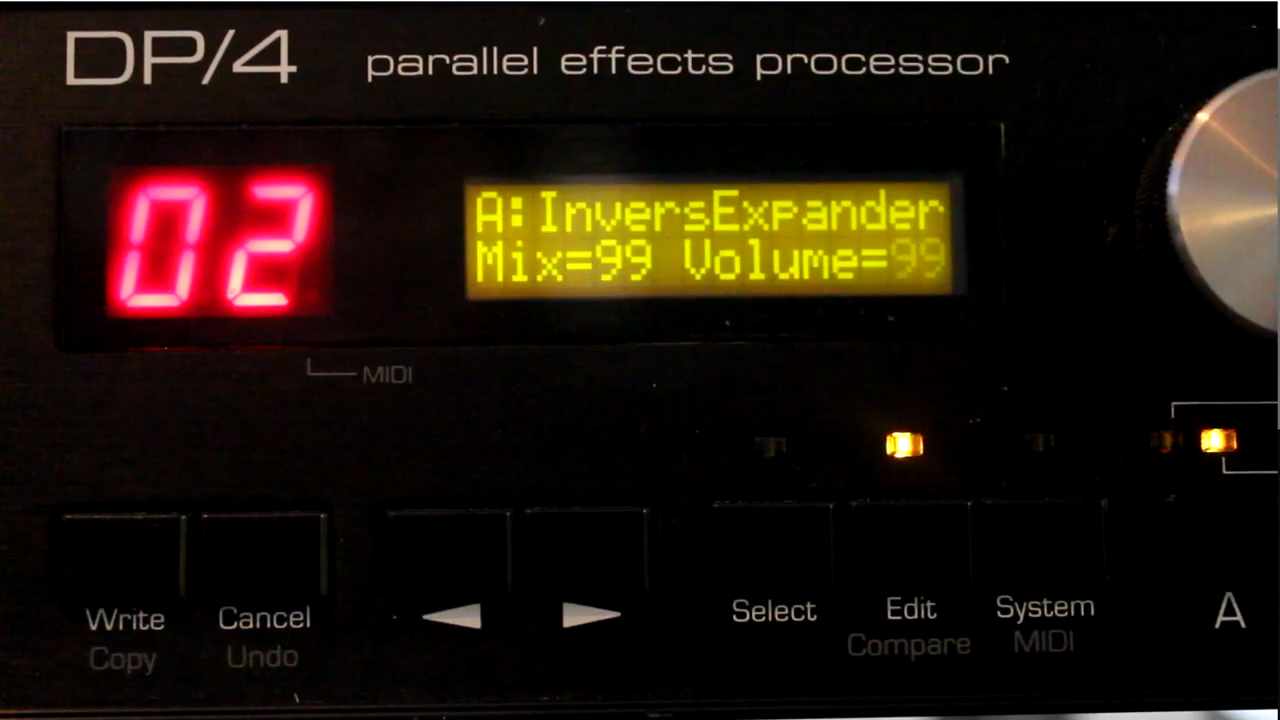 DP/4 parallel effects processor
02
A:InversExpander
Mix=99 Volume=99
MIDI
Write Cancel Select Edit System A
Copy Undo Compare MIDI